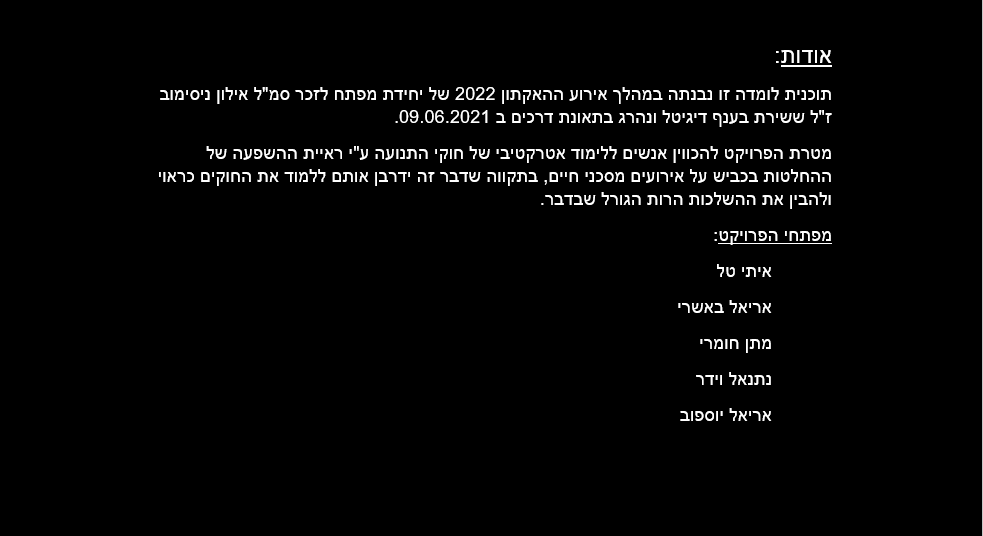 אודות:
תוכנית לומדה זו נבנתה במהלך אירוע ההאקתון 2022 של יחידת מפתח לזכר סמ"ל אילון ניסימוב
ז"ל ששירת בענף דיגיטל ונהרג בתאונת דרכים ב 09.06.2021.
מטרת הפרויקט להכווין אנשים ללימוד אטרקטיבי של חוקי התנועה ע"י ראיית ההשפעה של
ההחלטות בכביש על אירועים מסכני חיים, בתקווה שדבר זה ידרבן אותם ללמוד את החוקים כראוי
ולהבין את ההשלכות הרות הגורל שבדבר.
מפתחי הפרויקט:
איתי טל
אריאל באשרי
מתן חומרי
נתנאל וידר
אריאל יוספוב